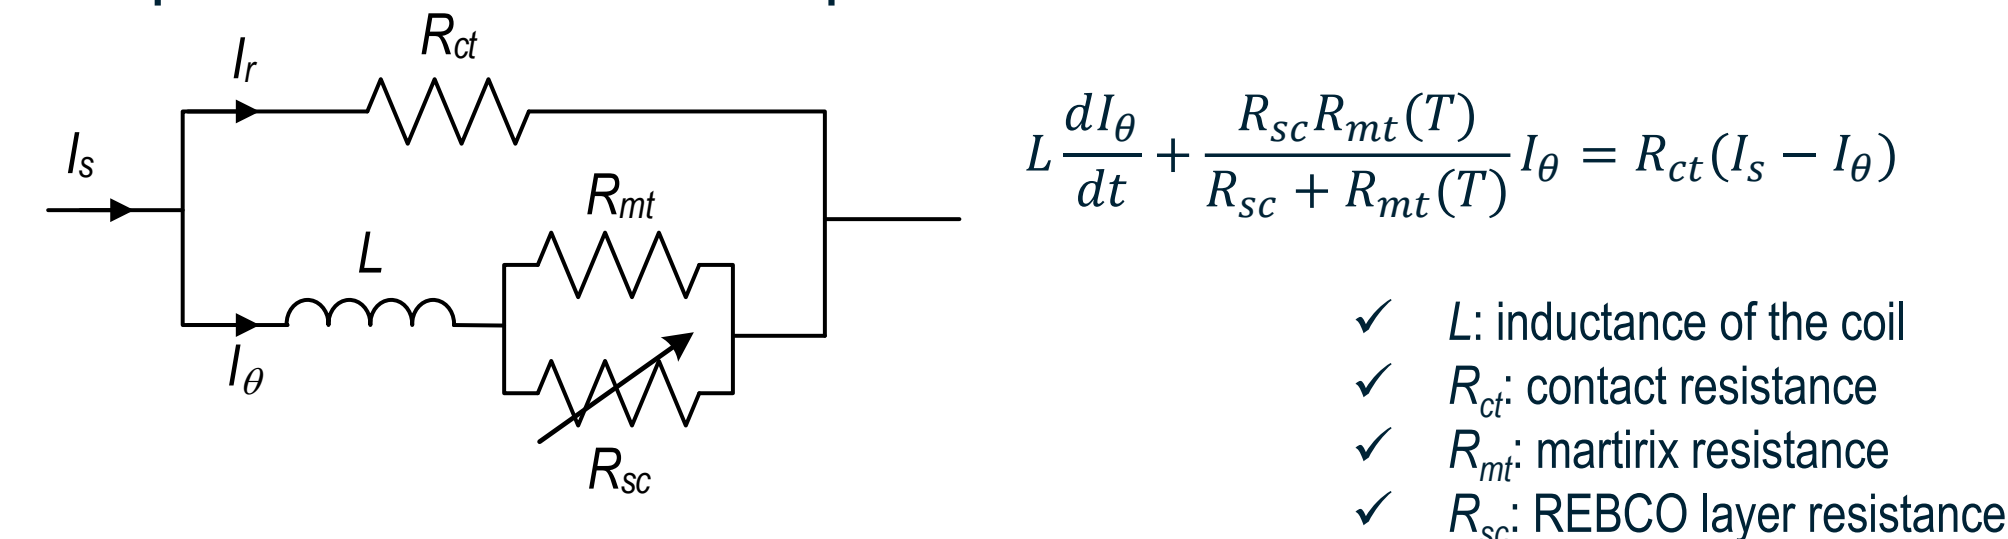 R_ct
I_r
I_s
R_mt
L
I_θ
R_sc
L dI_θ/dt + R_sc R_mt(T)/(R_sc + R_mt(T)) I_θ = R_ct(I_s − I_θ)
✓ L: inductance of the coil
✓ R_ct: contact resistance
✓ R_mt: martirix resistance
✓ R_sc: REBCO layer resistance